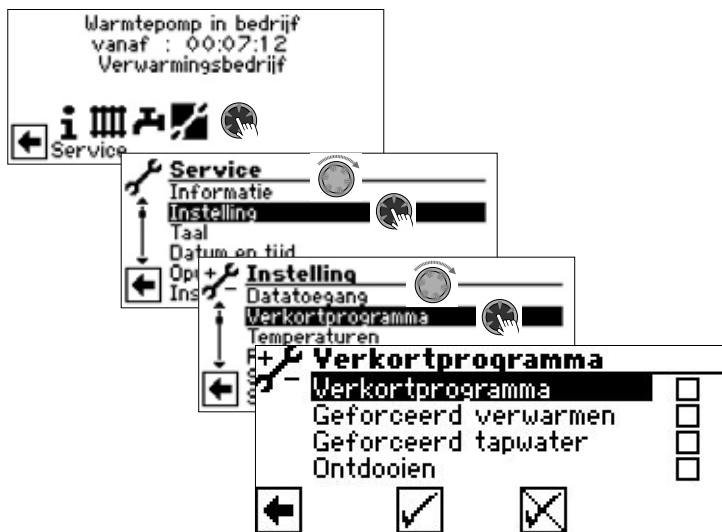 Warmtepomp in bedrijf
vanaf : 00:07:12
Verwarmingsbedrijf
Service
Service
Informatie
Instelling
Taal
Datum en tijd
Instelling
Datatoegang
Verkortprogramma
Temperaturen
Verkortprogramma
Verkortprogramma
Geforceerd verwarmen
Geforceerd tapwater
Ontdooien